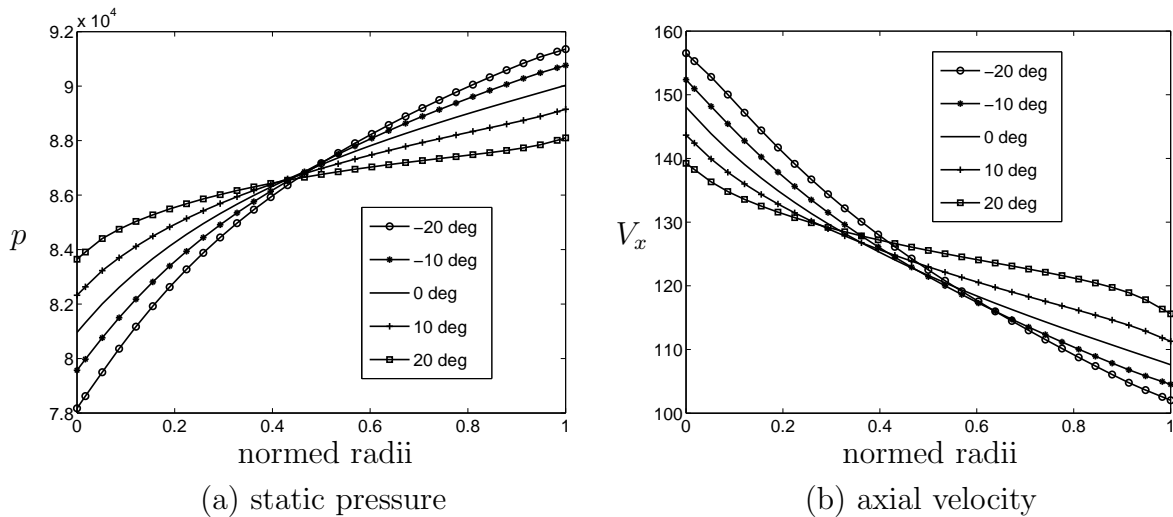 x 10⁴
9.2
9
8.8
8.6
8.4
8.2
8
7.8
p
−20 deg
−10 deg
0 deg
10 deg
20 deg
0 0.2 0.4 0.6 0.8 1
normed radii
(a) static pressure
160
150
140
130
120
110
100
Vₓ
−20 deg
−10 deg
0 deg
10 deg
20 deg
0 0.2 0.4 0.6 0.8 1
normed radii
(b) axial velocity